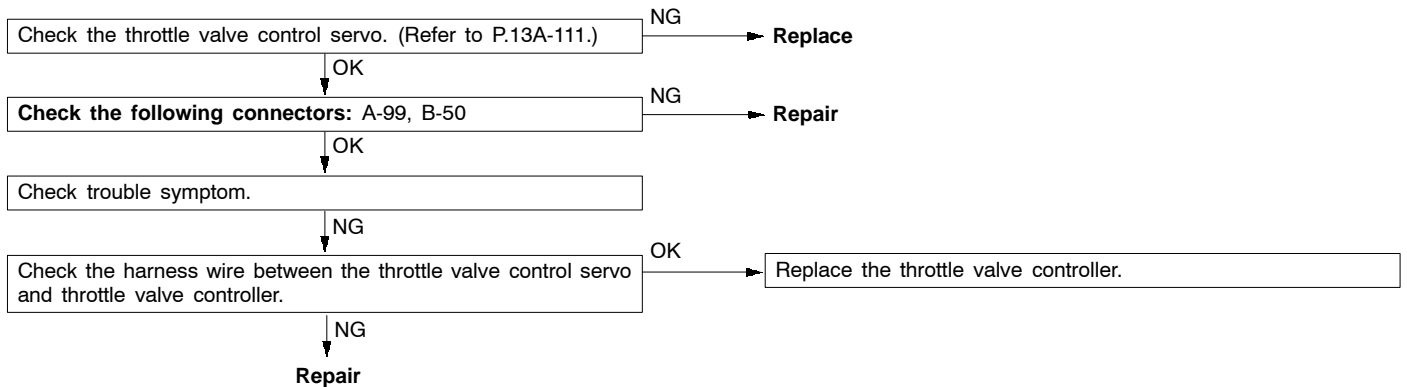 Check the throttle valve control servo. (Refer to P.13A-111.)
NG
Replace
OK
Check the following connectors: A-99, B-50
NG
Repair
OK
Check trouble symptom.
NG
Check the harness wire between the throttle valve control servo
and throttle valve controller.
OK
Replace the throttle valve controller.
NG
Repair